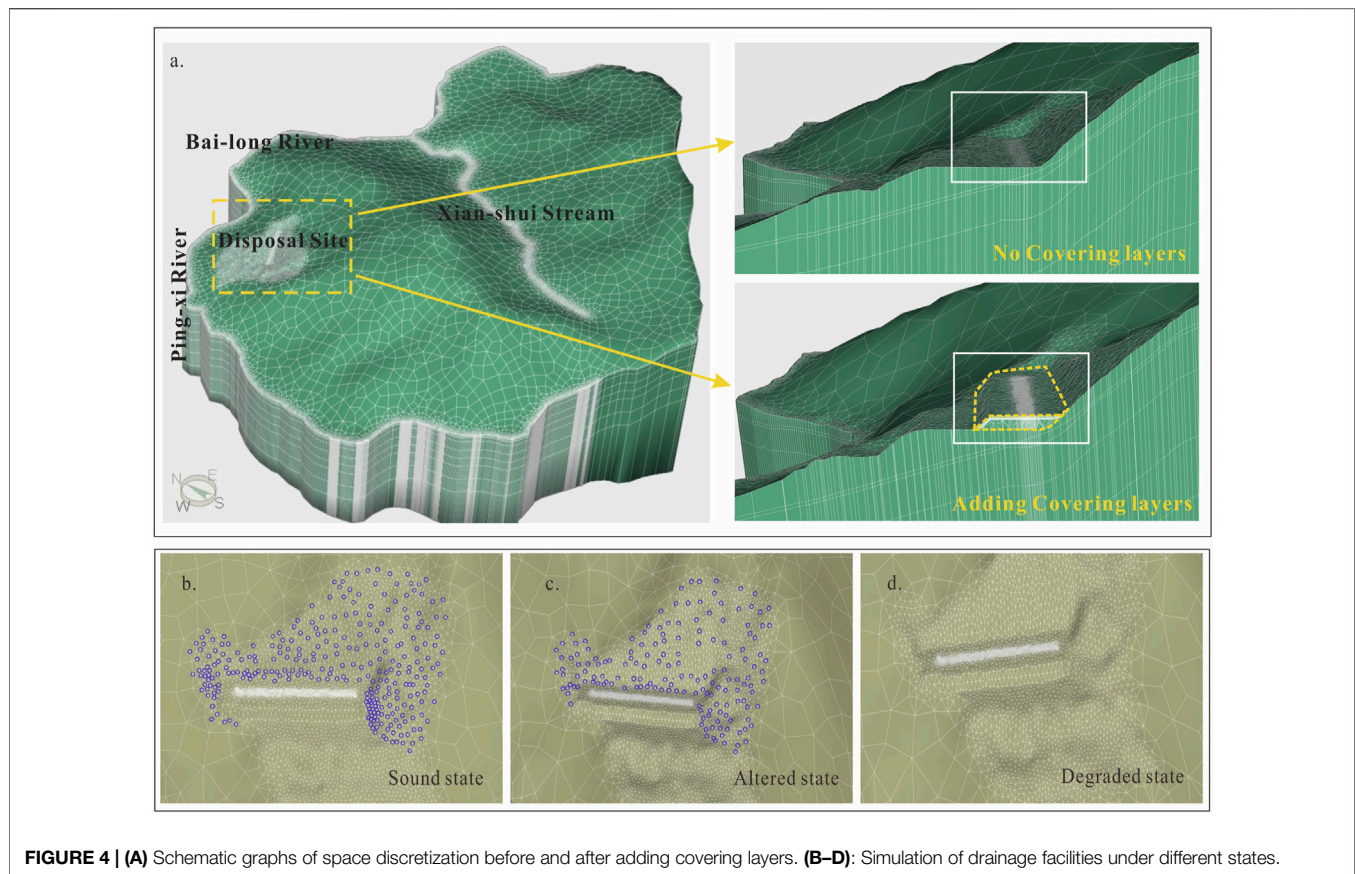 a.
Bai-long River
Xian-shui Stream
Disposal Site
Ping-xi River
N E
W S
No Covering layers
Adding Covering layers
b.
Sound state
c.
Altered state
d.
Degraded state
FIGURE 4 | (A) Schematic graphs of space discretization before and after adding covering layers. (B–D): Simulation of drainage facilities under different states.